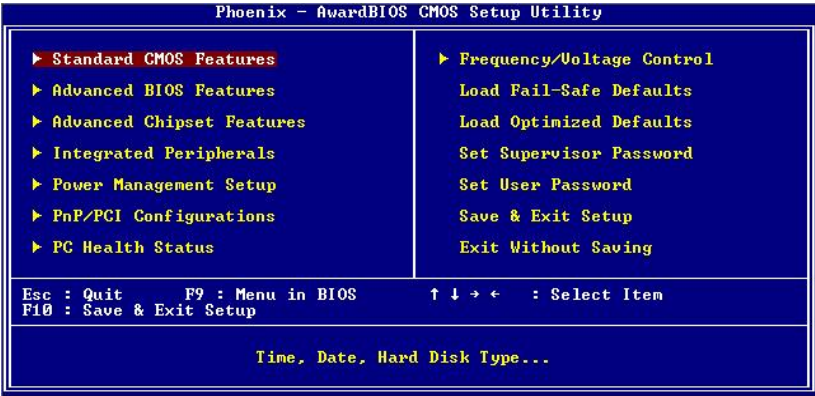 Phoenix - AwardBIOS CMOS Setup Utility
Standard CMOS Features
Advanced BIOS Features
Advanced Chipset Features
Integrated Peripherals
Power Management Setup
PnP/PCI Configurations
PC Health Status
Frequency/Voltage Control
Load Fail-Safe Defaults
Load Optimized Defaults
Set Supervisor Password
Set User Password
Save & Exit Setup
Exit Without Saving
Esc : Quit F9 : Menu in BIOS ↑ ↓ → ← : Select Item
F10 : Save & Exit Setup
Time, Date, Hard Disk Type...